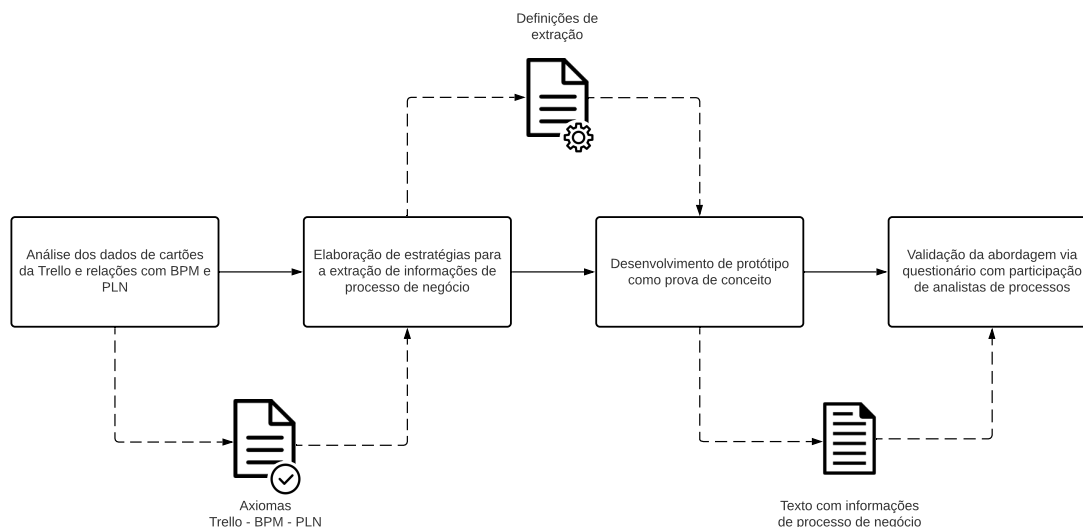 Definições de
extração
Análise dos dados de cartões
da Trello e relações com BPM e
PLN
Elaboração de estratégias para
a extração de informações de
processo de negócio
Desenvolvimento de protótipo
como prova de conceito
Validação da abordagem via
questionário com participação
de analistas de processos
Axiomas
Trello - BPM - PLN
Texto com informações
de processo de negócio